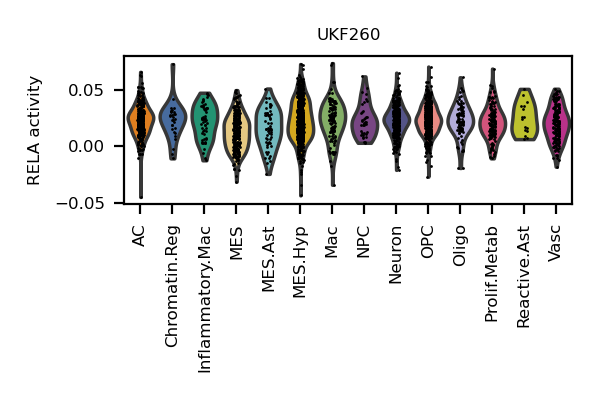 UKF260
RELA activity
0.05
0.00
−0.05
AC
Chromatin.Reg
Inflammatory.Mac
MES
MES.Ast
MES.Hyp
Mac
NPC
Neuron
OPC
Oligo
Prolif.Metab
Reactive.Ast
Vasc